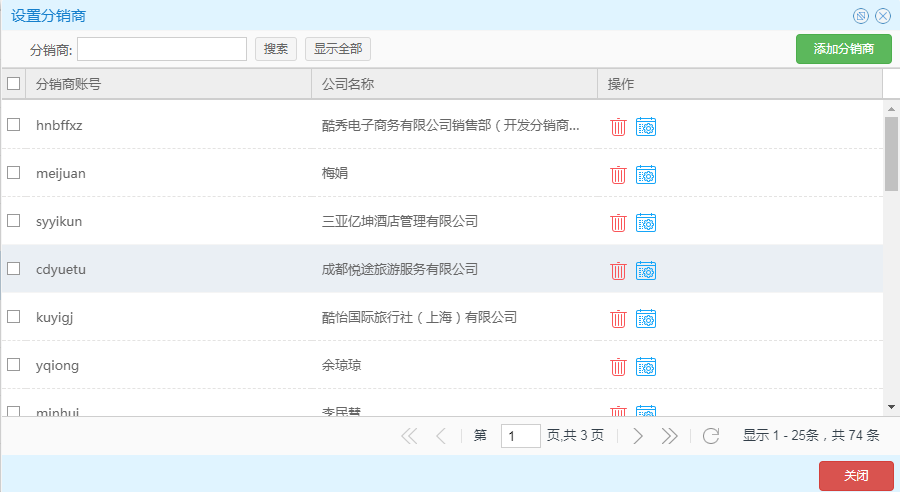 设置分销商
分销商: 搜索 显示全部 添加分销商
分销商账号 公司名称 操作
hnbffxz 酷秀电子商务有限公司销售部（开发分销商...
meijuan 梅娟
syyikun 三亚亿坤酒店管理有限公司
cdyuetu 成都悦途旅游服务有限公司
kuyigj 酷怡国际旅行社（上海）有限公司
yqiong 余琼琼
minhui 李民慧
第 1 页,共 3 页 显示 1 - 25条，共 74 条
关闭